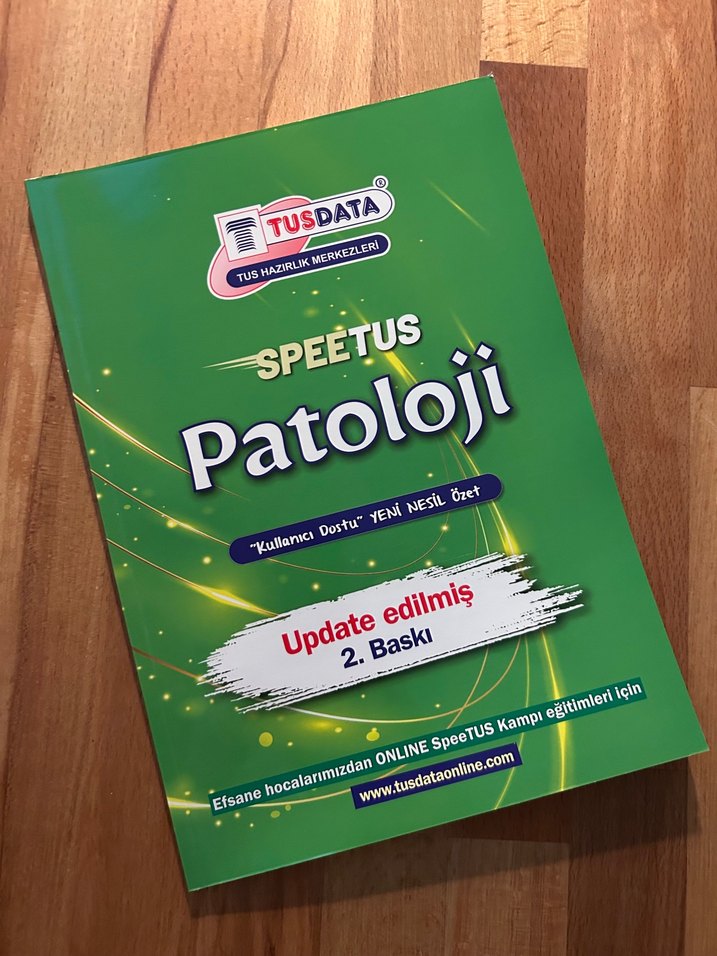 TUSDATA®
TUS HAZIRLIK MERKEZLERİ
SPEETUS
Patoloji
"Kullanıcı Dostu" YENİ NESİL Özet
Update edilmiş
2. Baskı
Efsane hocalarımızdan ONLINE SpeeTUS Kampı eğitimleri için
www.tusdataonline.com